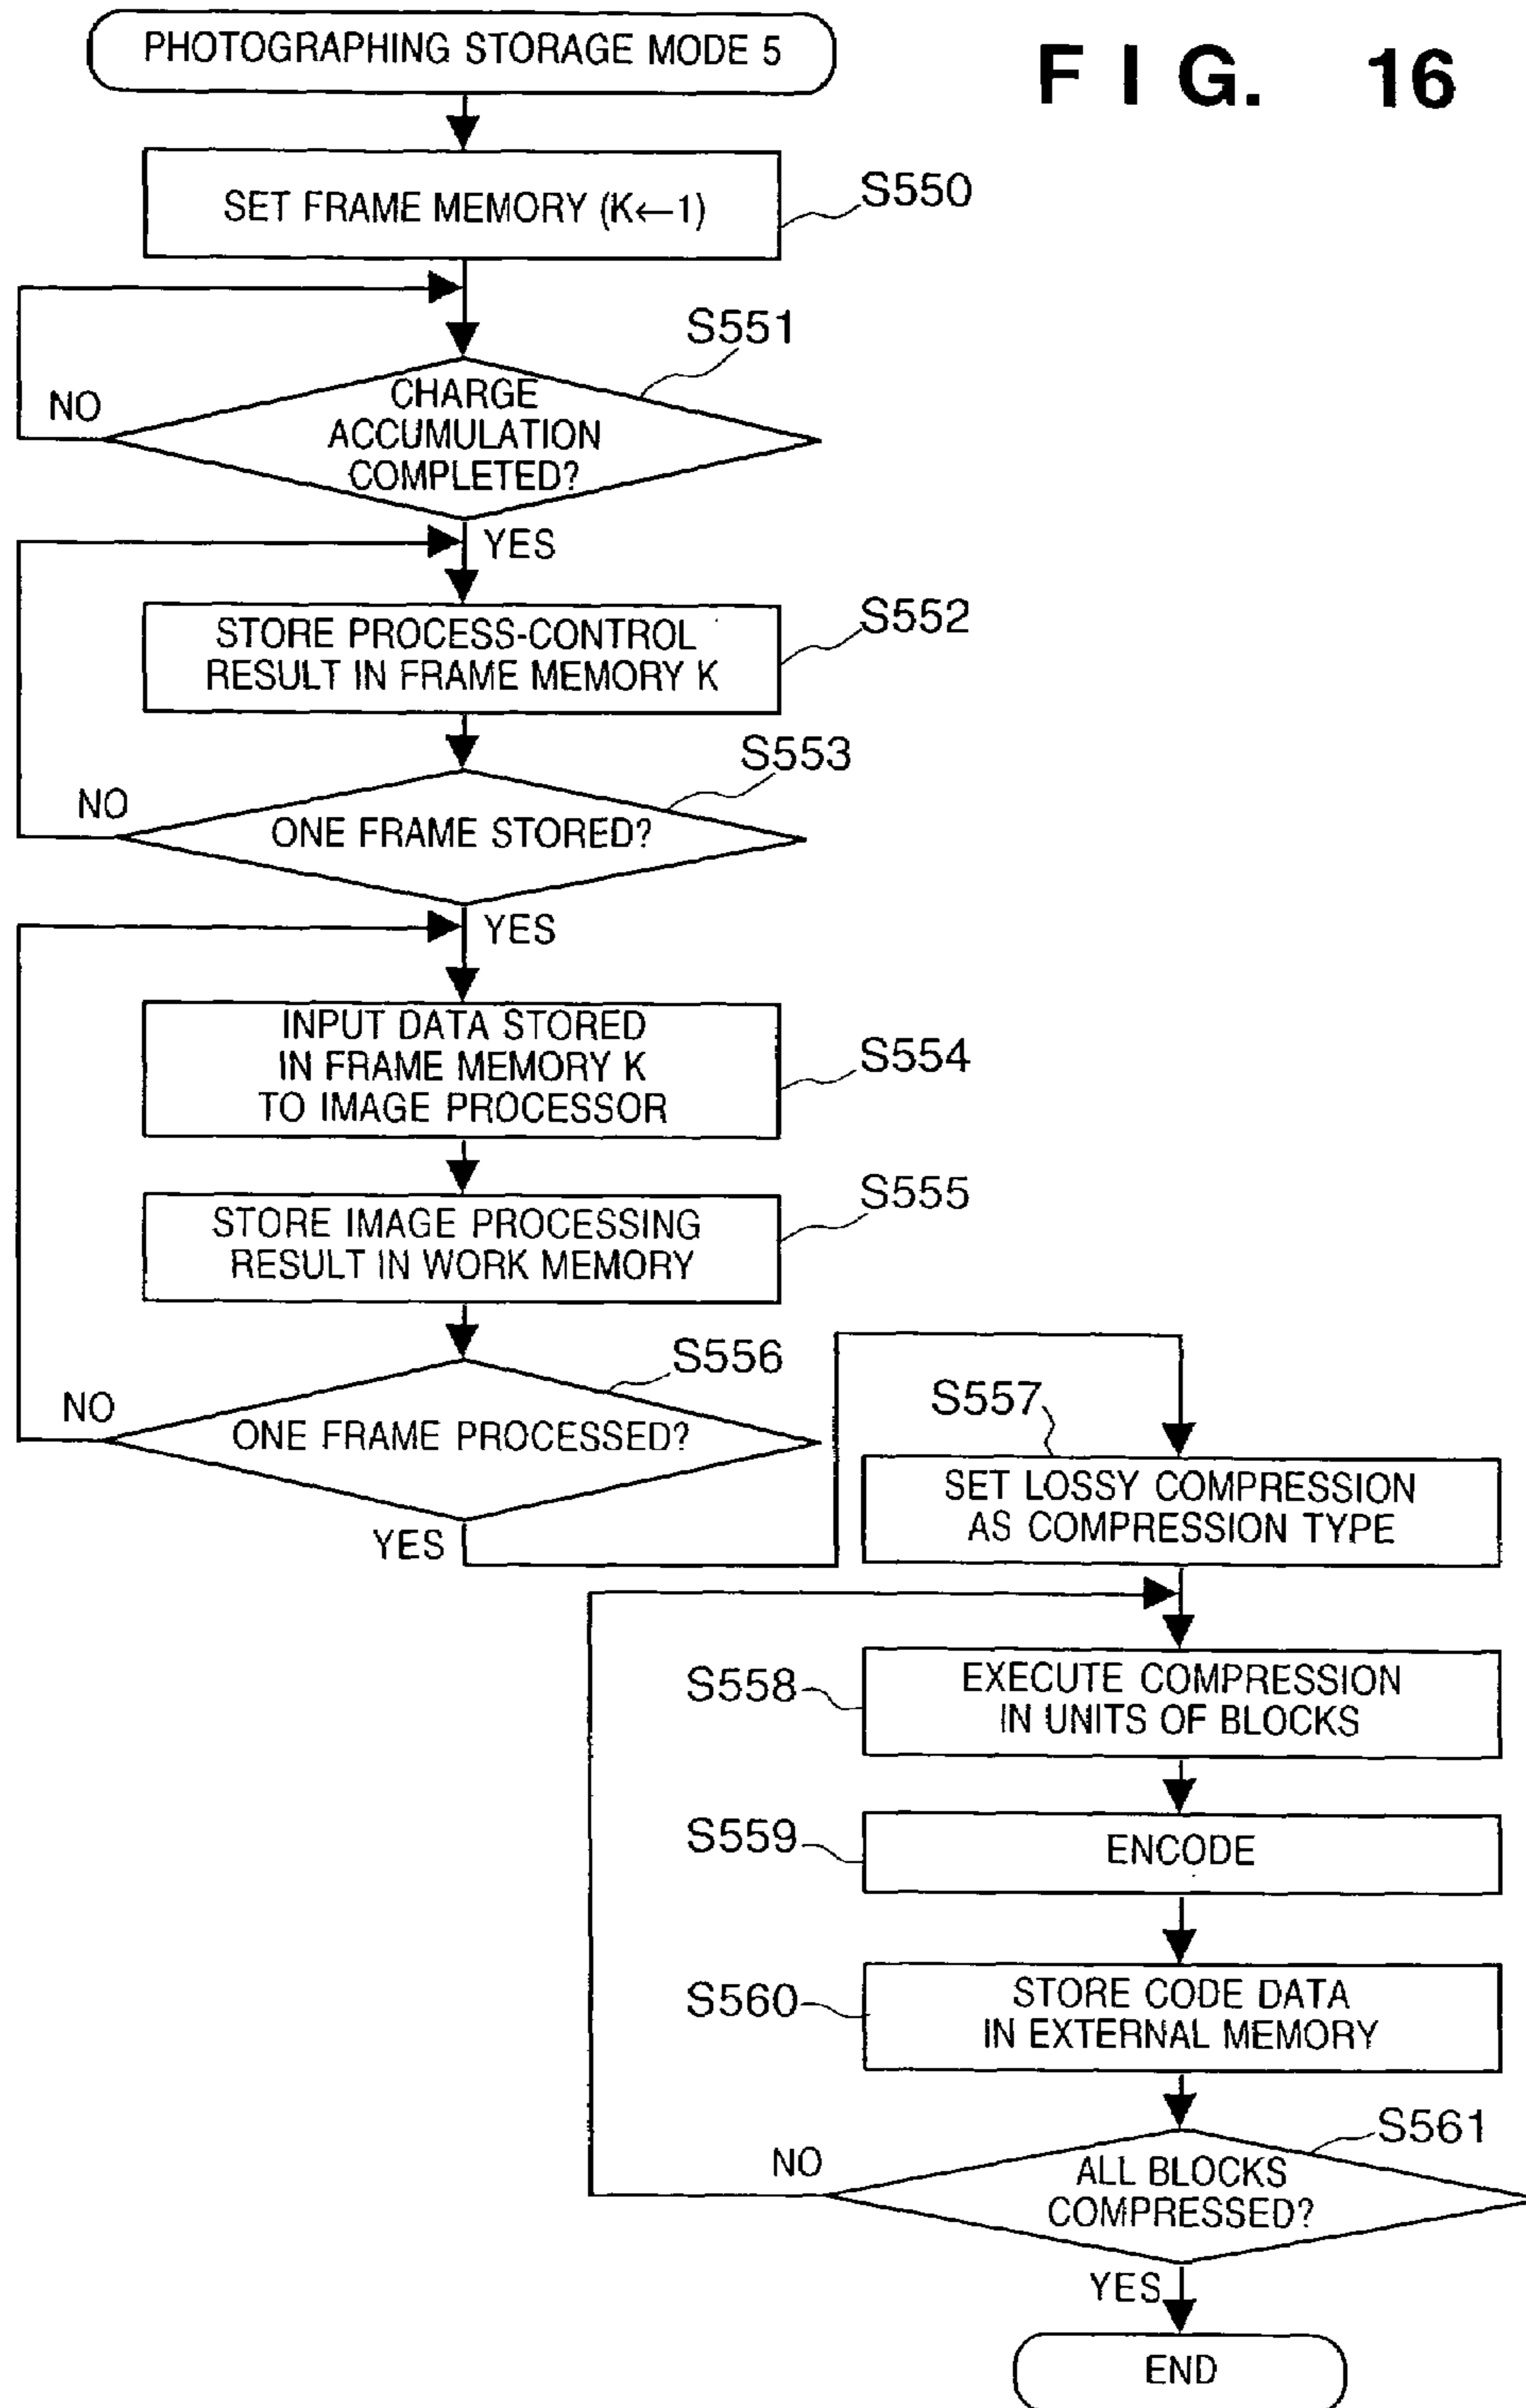 PHOTOGRAPHING STORAGE MODE 5
FIG. 16
SET FRAME MEMORY (K←1)
S550
S551
CHARGE
ACCUMULATION
COMPLETED?
NO
YES
STORE PROCESS-CONTROL
RESULT IN FRAME MEMORY K
S552
S553
ONE FRAME STORED?
NO
YES
INPUT DATA STORED
IN FRAME MEMORY K
TO IMAGE PROCESSOR
S554
STORE IMAGE PROCESSING
RESULT IN WORK MEMORY
S555
S556
ONE FRAME PROCESSED?
NO
YES
S557
SET LOSSY COMPRESSION
AS COMPRESSION TYPE
S558
EXECUTE COMPRESSION
IN UNITS OF BLOCKS
S559
ENCODE
S560
STORE CODE DATA
IN EXTERNAL MEMORY
S561
ALL BLOCKS
COMPRESSED?
NO
YES
END